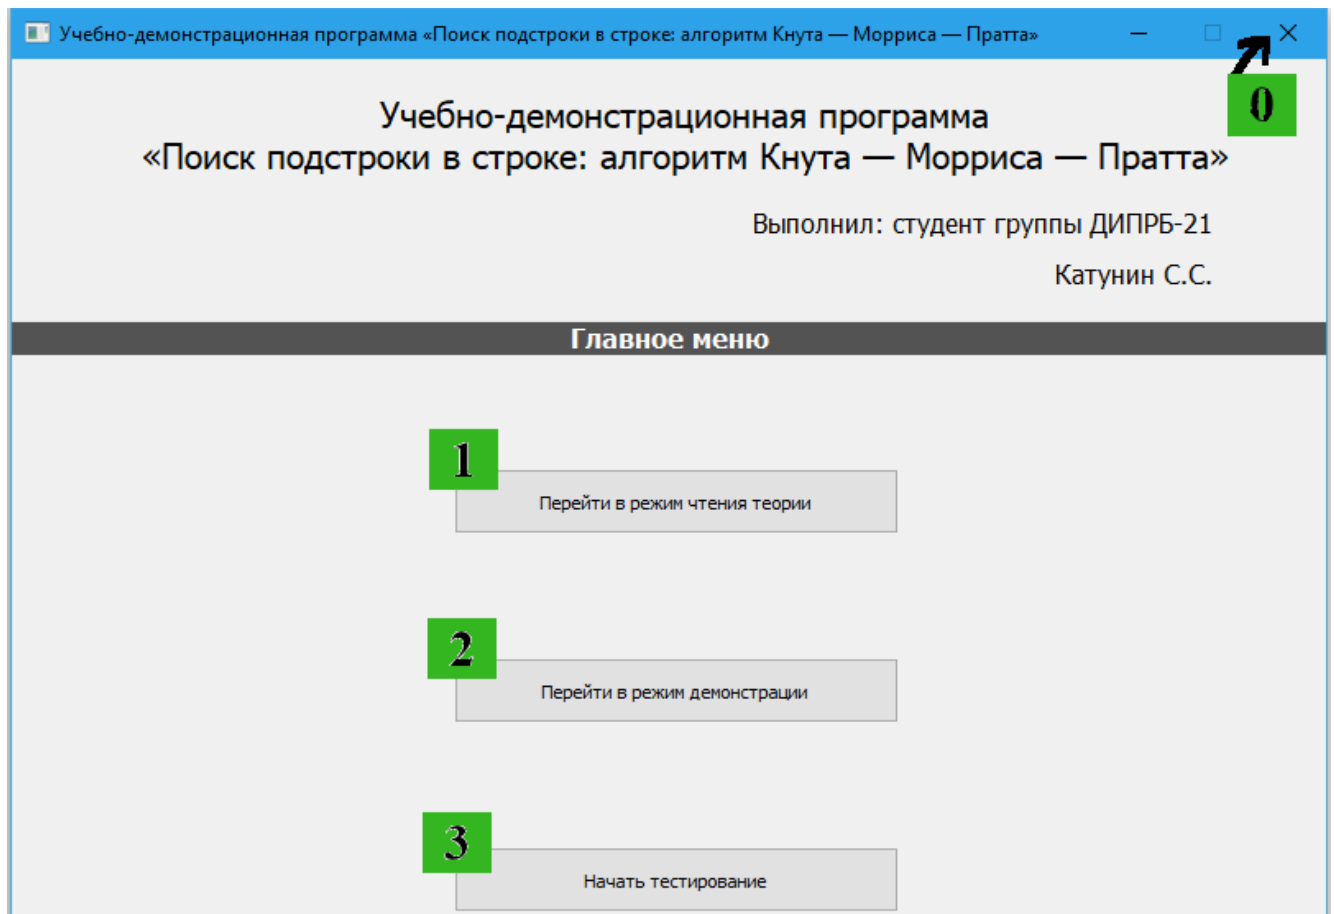 Учебно-демонстрационная программа «Поиск подстроки в строке: алгоритм Кнута — Морриса — Пратта»
0
Учебно-демонстрационная программа
«Поиск подстроки в строке: алгоритм Кнута — Морриса — Пратта»
Выполнил: студент группы ДИПРБ-21
Катунин С.С.
Главное меню
1
Перейти в режим чтения теории
2
Перейти в режим демонстрации
3
Начать тестирование